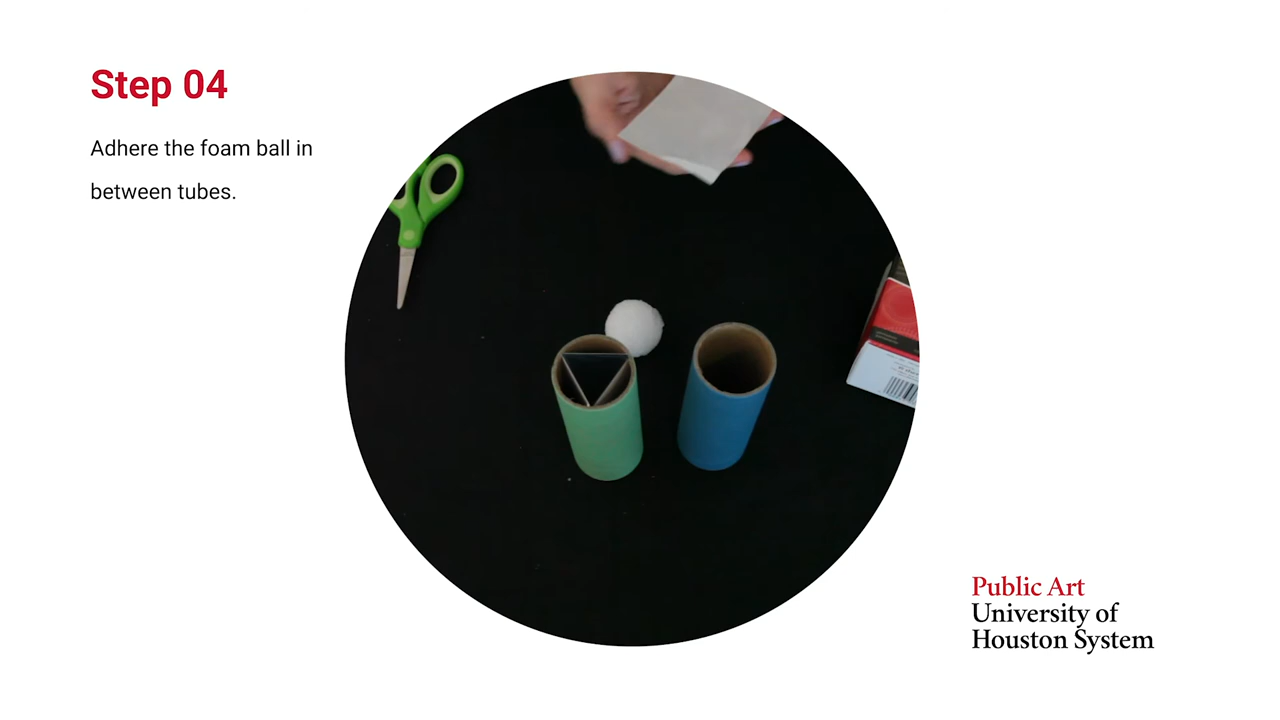 Step 04
Adhere the foam ball in
between tubes.
Public Art
University of
Houston System